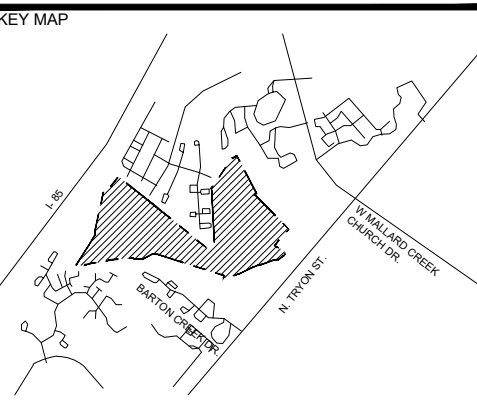 KEY MAP
I- 85
W MALLARD CREEK
CHURCH DR.
N. TRYON ST.
BARTON CREEK DR.